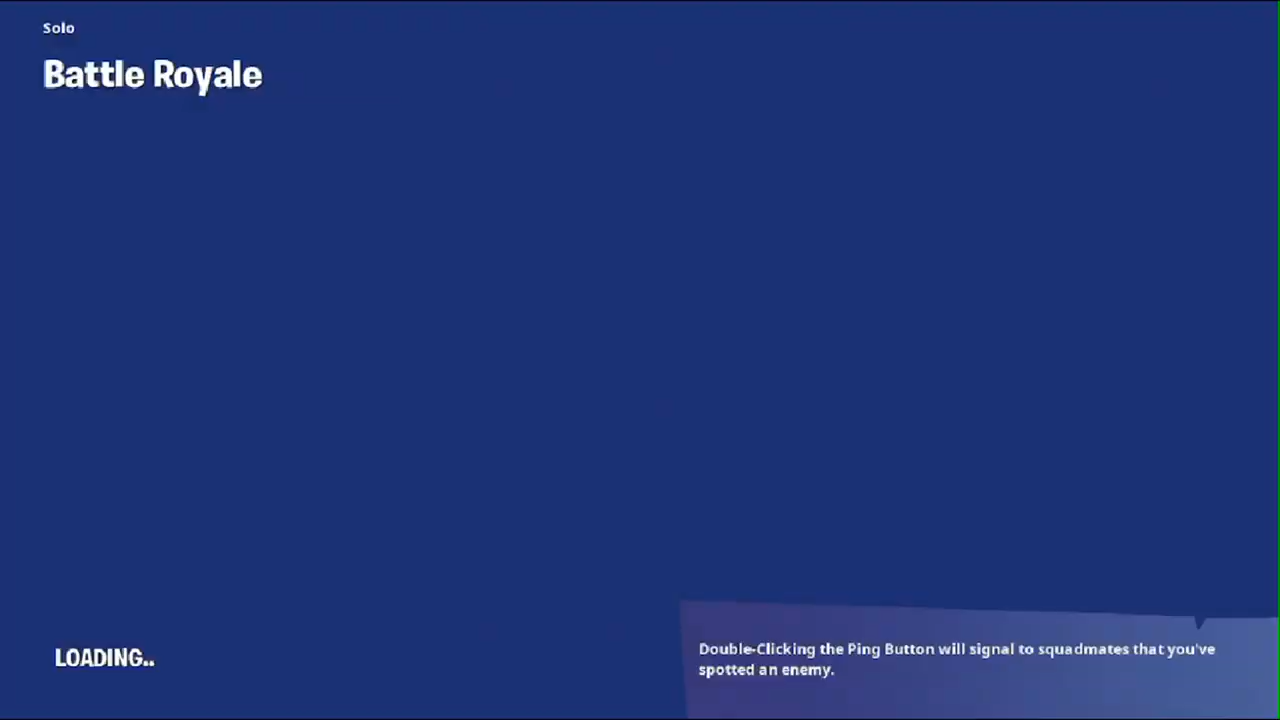 Solo
Battle Royale
LOADING..
Double-Clicking the Ping Button will signal to squadmates that you've
spotted an enemy.